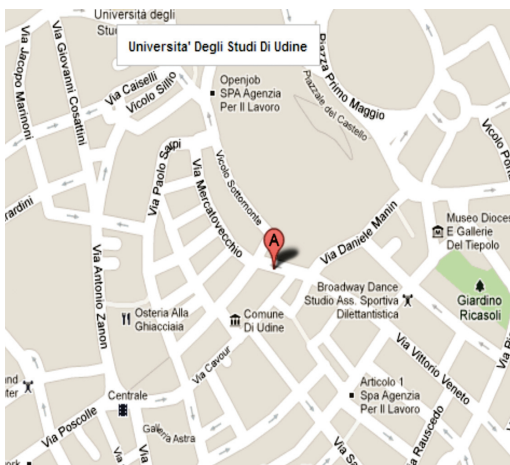 Università degli
Universita' Degli Studi Di Udine
Via Jacopo Marinoni
Via Giovanni Cosattini
Via Caiselli
Vicolo Sillio
Openjob
SPA Agenzia
Per Il Lavoro
Piazza Primo Maggio
Piazzale del Castello
Via Paolo Sarpi
Via Mercatovecchio
Vicolo Sottomonte
A
Via Daniele Manin
Museo Dioces
E Gallerie
Del Tiepolo
Giardino
Ricasoli
Via Antonio Zanon
Osteria Alla
Ghiacciaia
Comune
Di Udine
Broadway Dance
Studio Ass. Sportiva
Dilettantistica
Via Cavour
Via Vittorio Veneto
Centrale
Via Poscolle
Galleria Astra
Articolo 1
Spa Agenzia
Per Il Lavoro
Via Rauscedo